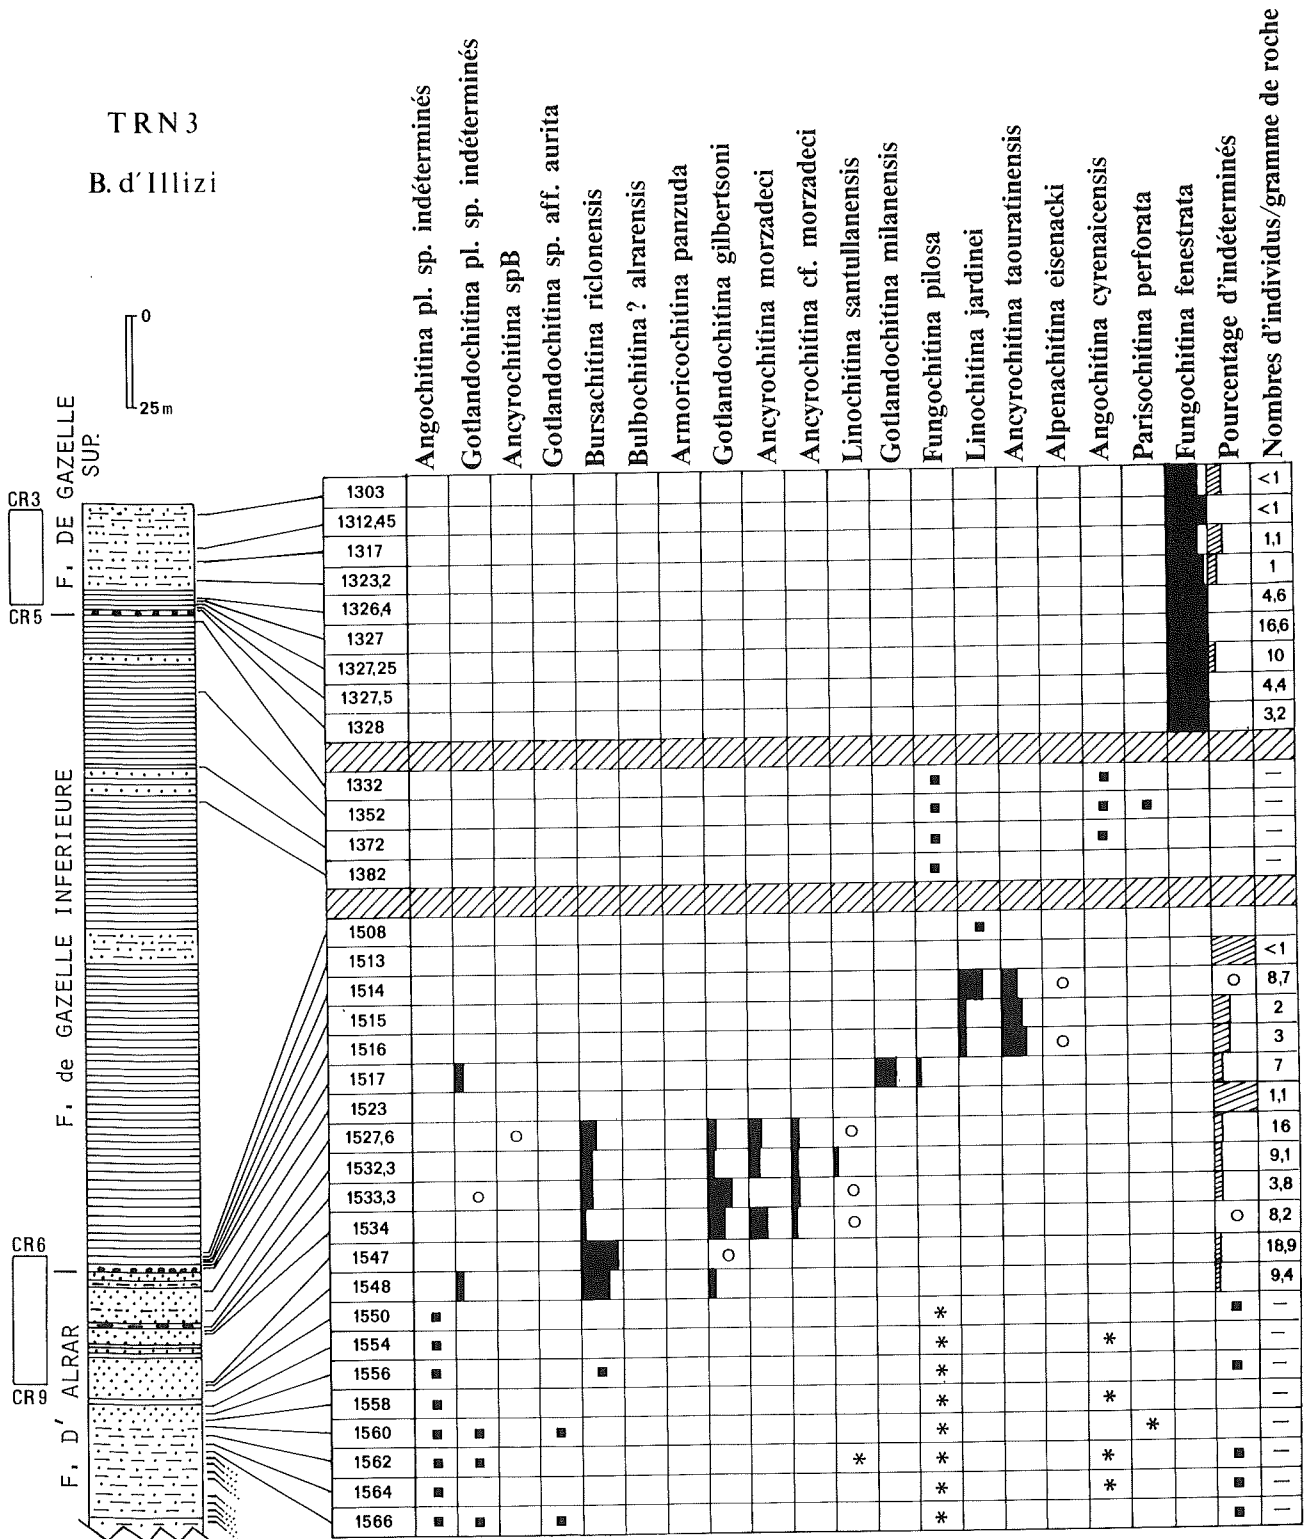 TRN3
B. d'Illizi
0
25 m
Angochitina pl. sp. indéterminés
Gotlandochitina pl. sp. indéterminés
Ancyrochitina spB
Gotlandochitina sp. aff. aurita
Bursachitina riclonensis
Bulbochitina ? alrarensis
Armoricochitina panzuda
Gotlandochitina gilbertsoni
Ancyrochitina morzadeci
Ancyrochitina cf. morzadeci
Linochitina santullanensis
Gotlandochitina milanensis
Fungochitina pilosa
Linochitina jardinei
Ancyrochitina taouratinensis
Alpenachitina eisenacki
Angochitina cyrenaicensis
Parisochitina perforata
Fungochitina fenestrata
Pourcentage d'indéterminés
Nombres d'individus/gramme de roche
F. DE GAZELLE
SUP.
F. de GAZELLE INFERIEURE
F. D' ALRAR
CR3
CR5
CR6
CR9
1303 <1
1312,45 <1
1317 1,1
1323,2 1
1326,4 4,6
1327 16,6
1327,25 10
1327,5 4,4
1328 3,2
1332 –
1352 –
1372 –
1382 –
1508
1513 <1
1514 8,7
1515 2
1516 3
1517 7
1523 1,1
1527,6 16
1532,3 9,1
1533,3 3,8
1534 8,2
1547 18,9
1548 9,4
1550 * –
1554 * * –
1556 * –
1558 * * –
1560 * * –
1562 * * * –
1564 * * –
1566 * –